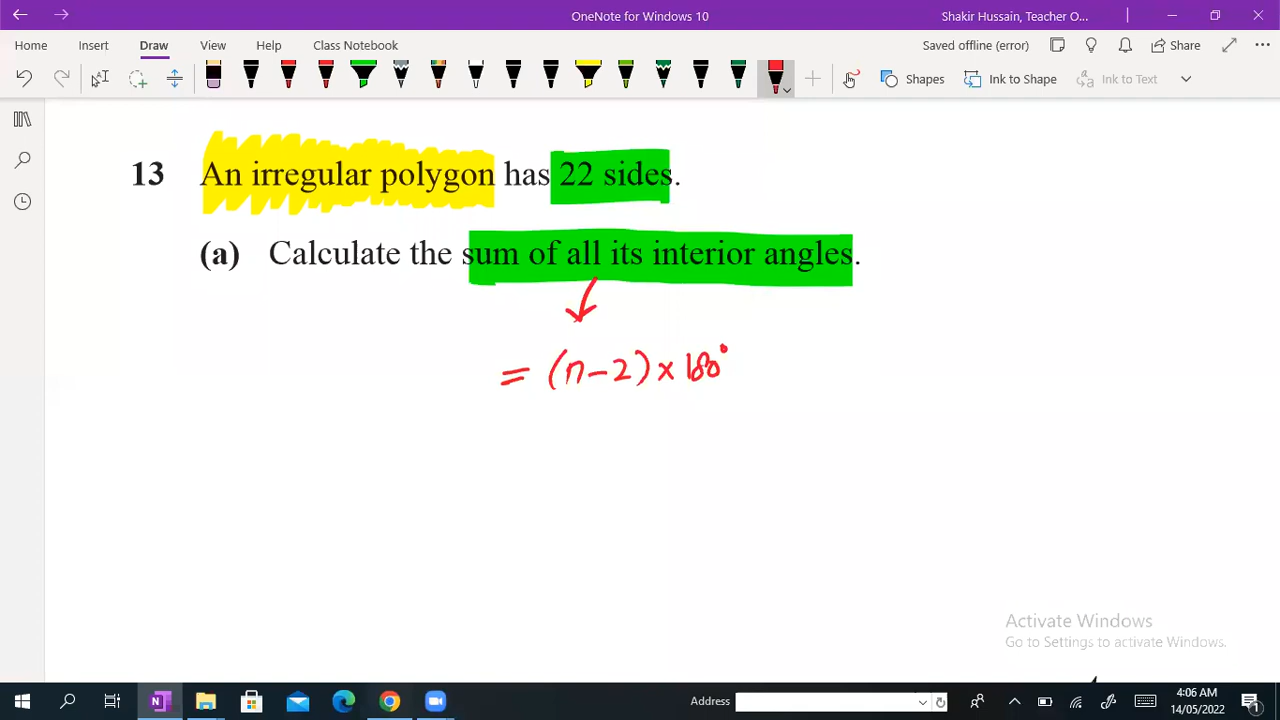 OneNote for Windows 10
Shakir Hussain, Teacher O...
Home Insert Draw View Help Class Notebook
Saved offline (error) Share
Shapes Ink to Shape Ink to Text
13 An irregular polygon has 22 sides.
(a) Calculate the sum of all its interior angles.
= (n-2) × 180°
Activate Windows
Go to Settings to activate Windows.
Address
4:06 AM
14/05/2022
1